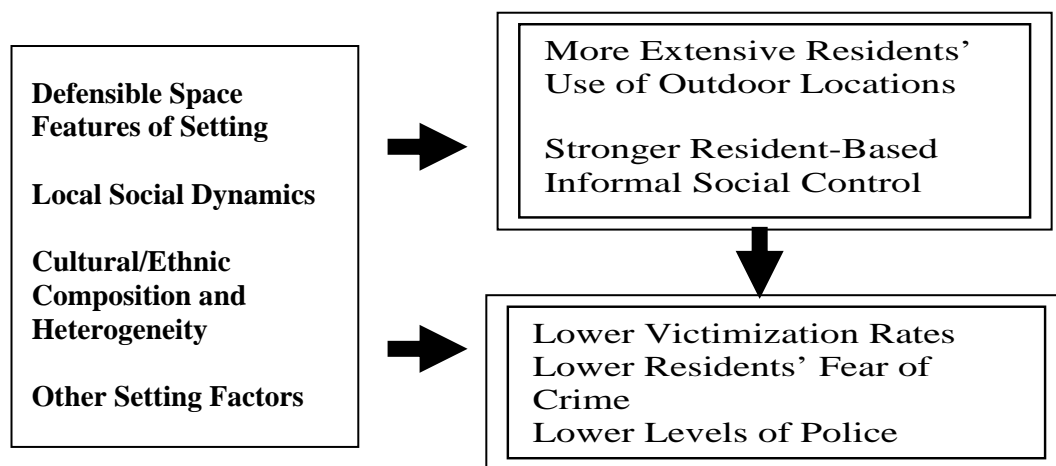 Defensible Space
Features of Setting
Local Social Dynamics
Cultural/Ethnic
Composition and
Heterogeneity
Other Setting Factors
More Extensive Residents’
Use of Outdoor Locations
Stronger Resident-Based
Informal Social Control
Lower Victimization Rates
Lower Residents’ Fear of
Crime
Lower Levels of Police